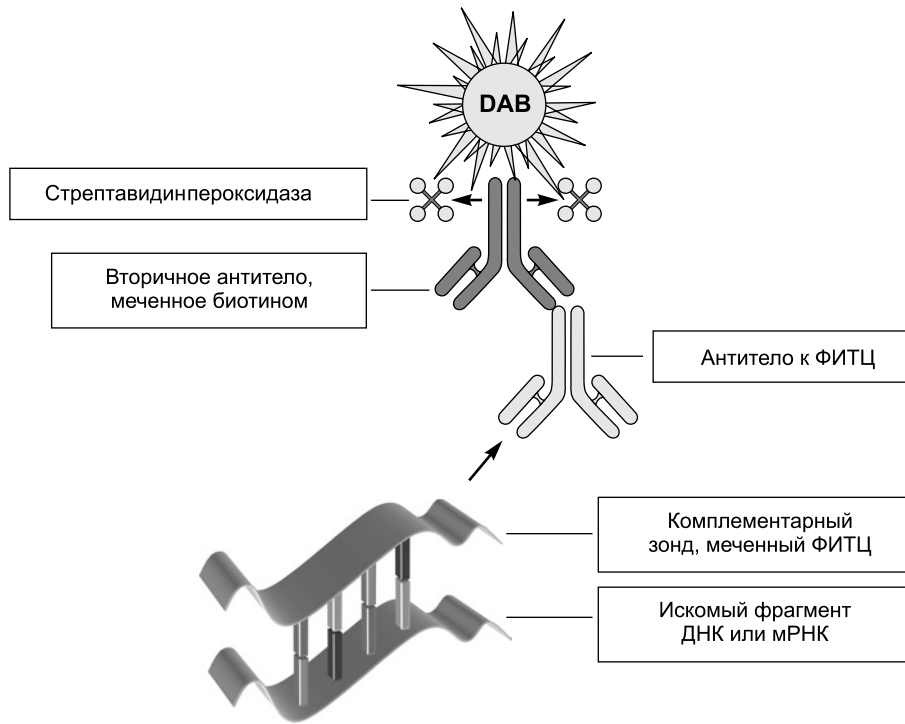 DAB
Стрептавидинпероксидаза
Вторичное антитело,
меченное биотином
Антитело к ФИТЦ
Комплементарный
зонд, меченный ФИТЦ
Искомый фрагмент
ДНК или мРНК